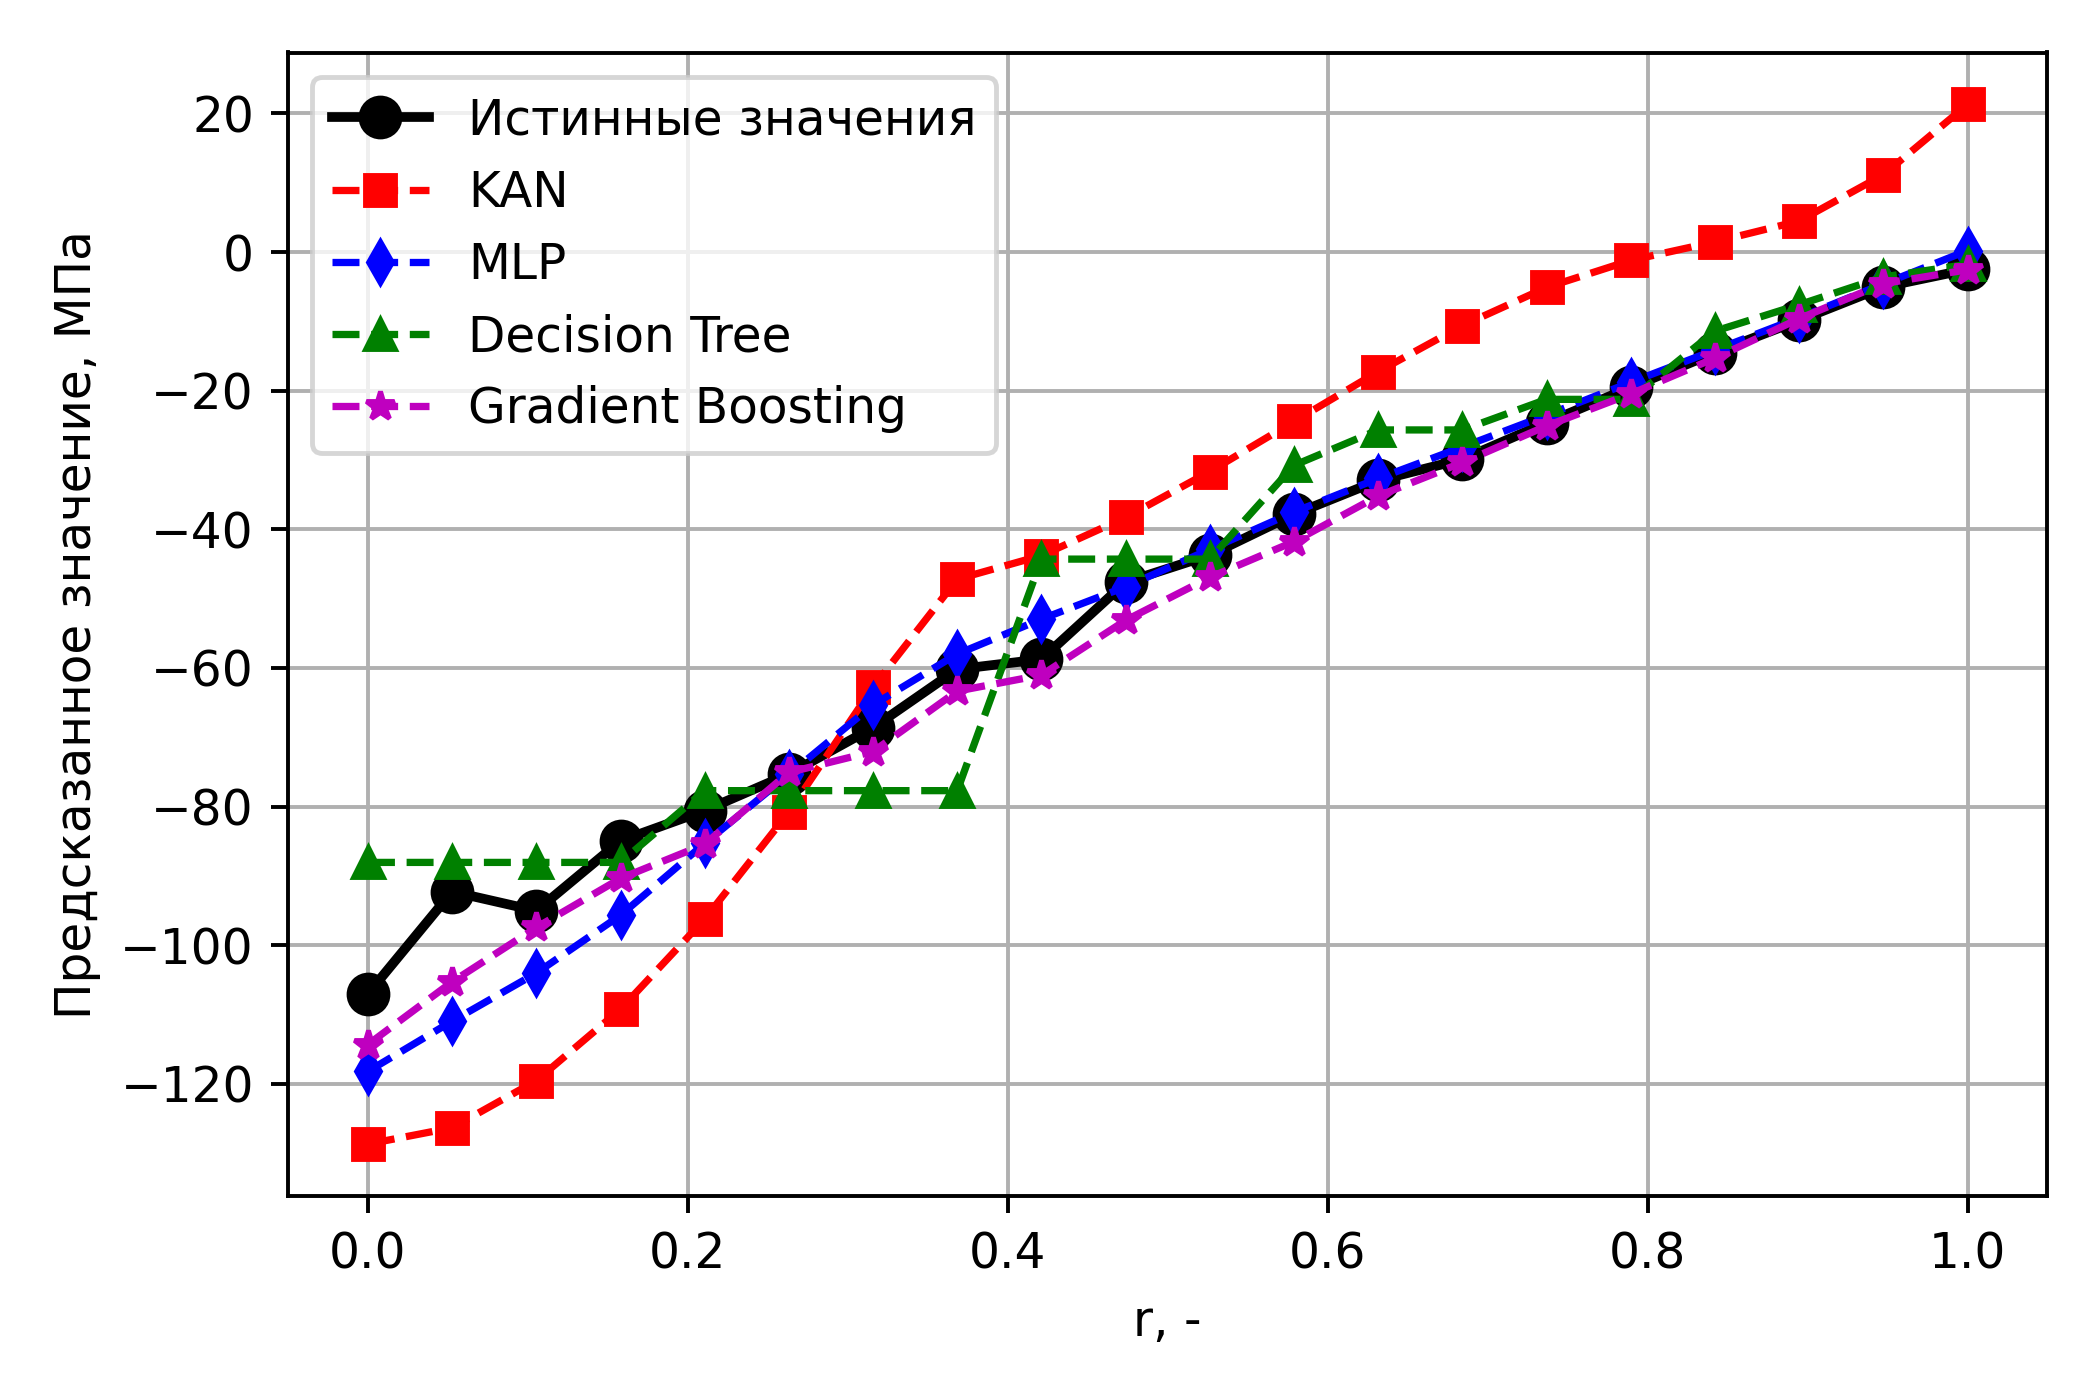 Истинные значения
KAN
MLP
Decision Tree
Gradient Boosting
Предсказанное значение, МПа
20
0
−20
−40
−60
−80
−100
−120
0.0 0.2 0.4 0.6 0.8 1.0
r, -